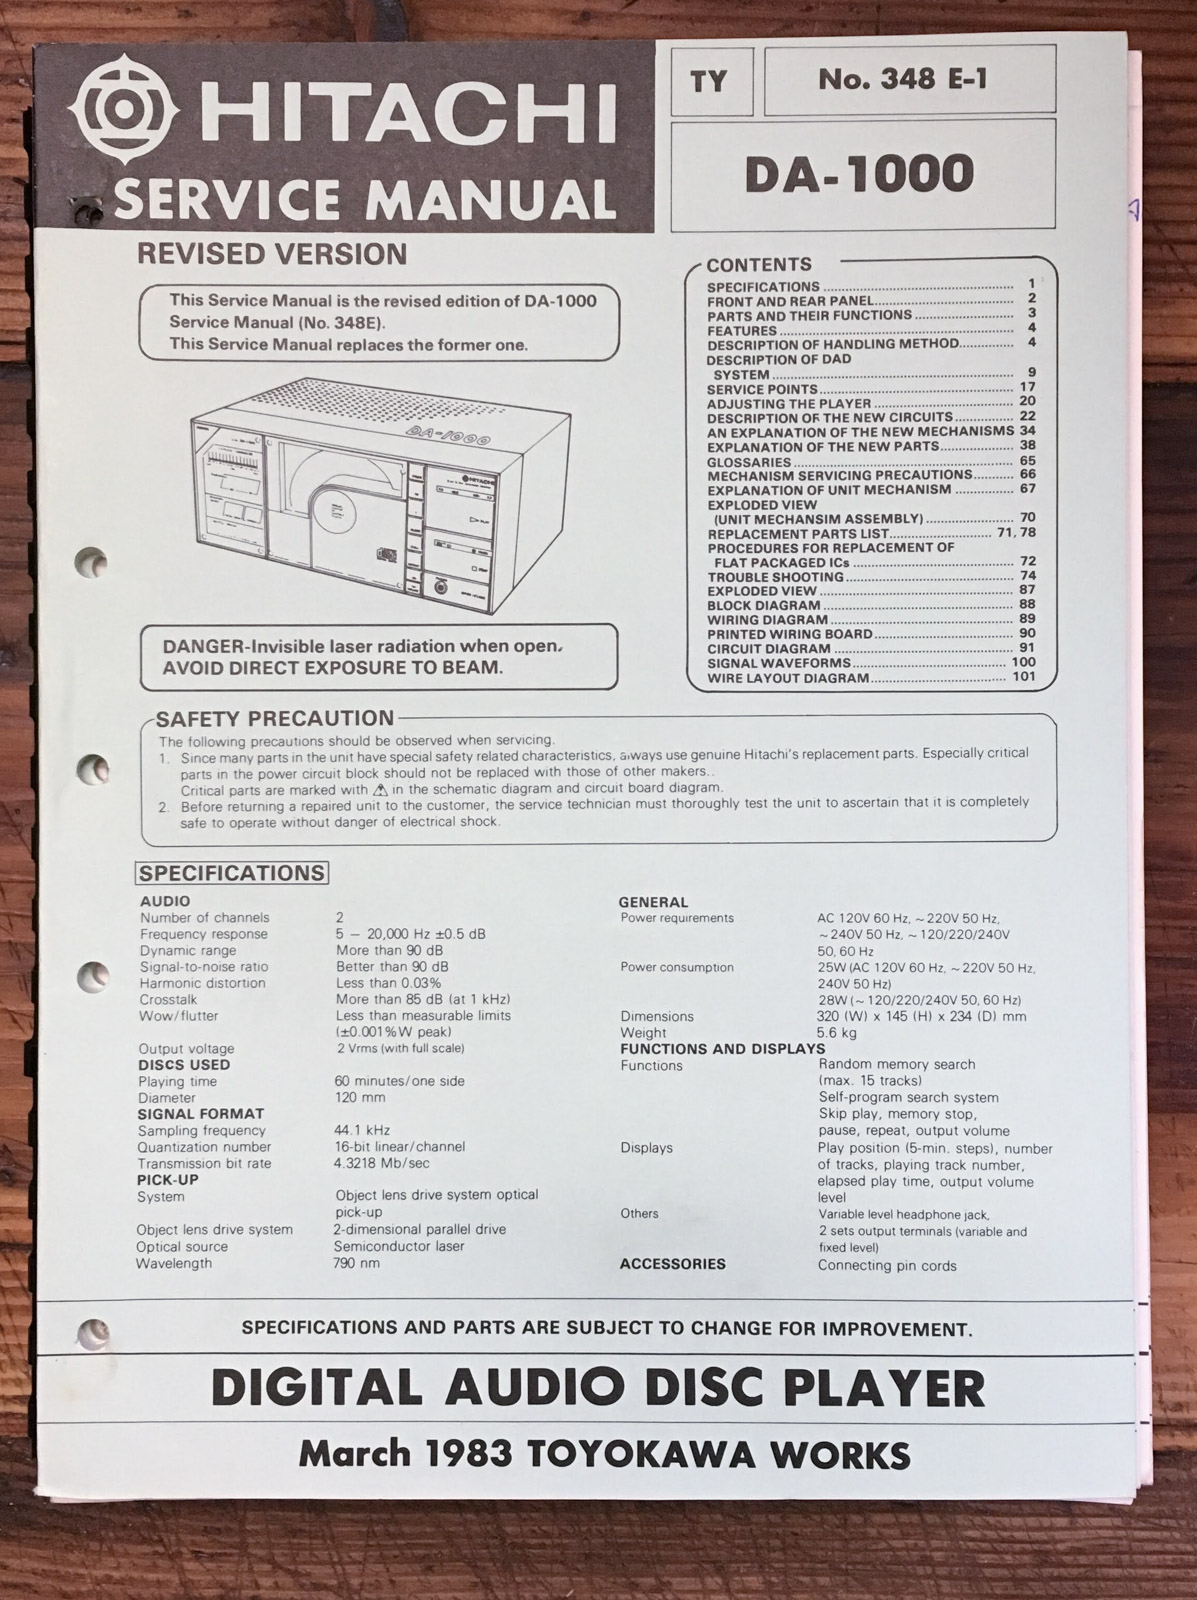 HITACHI
SERVICE MANUAL
TY
No. 348 E-1
DA-1000
REVISED VERSION
This Service Manual is the revised edition of DA-1000
Service Manual (No. 348E).
This Service Manual replaces the former one.
DA-1000
HITACHI
PLAY
DANGER-Invisible laser radiation when open,
AVOID DIRECT EXPOSURE TO BEAM.
CONTENTS
SPECIFICATIONS 1
FRONT AND REAR PANEL 2
PARTS AND THEIR FUNCTIONS 3
FEATURES 4
DESCRIPTION OF HANDLING METHOD 4
DESCRIPTION OF DAD
SYSTEM 9
SERVICE POINTS 17
ADJUSTING THE PLAYER 20
DESCRIPTION OF THE NEW CIRCUITS 22
AN EXPLANATION OF THE NEW MECHANISMS 34
EXPLANATION OF THE NEW PARTS 38
GLOSSARIES 65
MECHANISM SERVICING PRECAUTIONS 66
EXPLANATION OF UNIT MECHANISM 67
EXPLODED VIEW
(UNIT MECHANSIM ASSEMBLY) 70
REPLACEMENT PARTS LIST 71, 78
PROCEDURES FOR REPLACEMENT OF
FLAT PACKAGED ICs 72
TROUBLE SHOOTING 74
EXPLODED VIEW 87
BLOCK DIAGRAM 88
WIRING DIAGRAM 89
PRINTED WIRING BOARD 90
CIRCUIT DIAGRAM 91
SIGNAL WAVEFORMS 100
WIRE LAYOUT DIAGRAM 101
SAFETY PRECAUTION
The following precautions should be observed when servicing.
1. Since many parts in the unit have special safety related characteristics, always use genuine Hitachi's replacement parts. Especially critical
parts in the power circuit block should not be replaced with those of other makers..
Critical parts are marked with ⚠ in the schematic diagram and circuit board diagram.
2. Before returning a repaired unit to the customer, the service technician must thoroughly test the unit to ascertain that it is completely
safe to operate without danger of electrical shock.
SPECIFICATIONS
AUDIO
Number of channels 2
Frequency response 5 – 20,000 Hz ±0.5 dB
Dynamic range More than 90 dB
Signal-to-noise ratio Better than 90 dB
Harmonic distortion Less than 0.03%
Crosstalk More than 85 dB (at 1 kHz)
Wow/flutter Less than measurable limits
(±0.001%W peak)
Output voltage 2 Vrms (with full scale)
DISCS USED
Playing time 60 minutes/one side
Diameter 120 mm
SIGNAL FORMAT
Sampling frequency 44.1 kHz
Quantization number 16-bit linear/channel
Transmission bit rate 4.3218 Mb/sec
PICK-UP
System Object lens drive system optical
pick-up
Object lens drive system 2-dimensional parallel drive
Optical source Semiconductor laser
Wavelength 790 nm
GENERAL
Power requirements AC 120V 60 Hz, ~220V 50 Hz,
~240V 50 Hz, ~120/220/240V
50, 60 Hz
Power consumption 25W (AC 120V 60 Hz, ~220V 50 Hz,
240V 50 Hz)
28W (~120/220/240V 50, 60 Hz)
Dimensions 320 (W) x 145 (H) x 234 (D) mm
Weight 5.6 kg
FUNCTIONS AND DISPLAYS
Functions Random memory search
(max. 15 tracks)
Self-program search system
Skip play, memory stop,
pause, repeat, output volume
Displays Play position (5-min. steps), number
of tracks, playing track number,
elapsed play time, output volume
level
Others Variable level headphone jack,
2 sets output terminals (variable and
fixed level)
ACCESSORIES Connecting pin cords
SPECIFICATIONS AND PARTS ARE SUBJECT TO CHANGE FOR IMPROVEMENT.
DIGITAL AUDIO DISC PLAYER
March 1983 TOYOKAWA WORKS